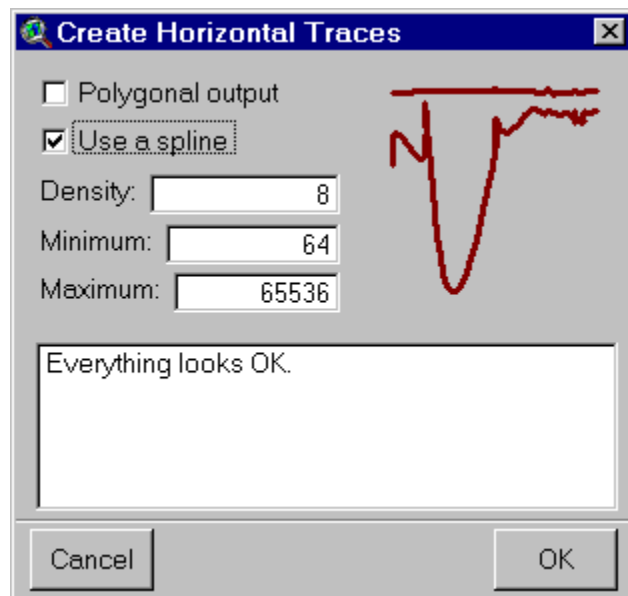 Create Horizontal Traces
Polygonal output
Use a spline
Density: 8
Minimum: 64
Maximum: 65536
Everything looks OK.
Cancel OK